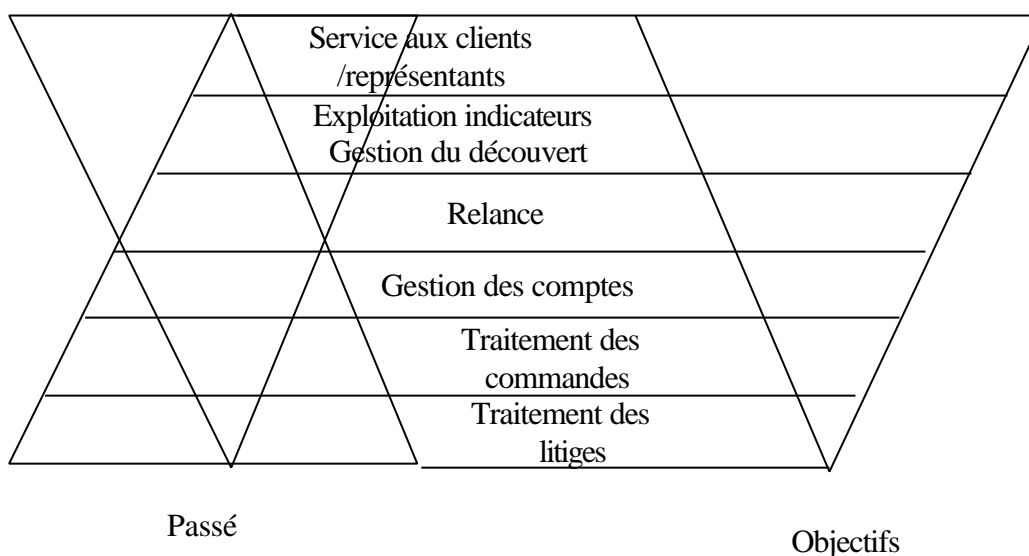 Service aux clients
/représentants
Exploitation indicateurs
Gestion du découvert
Relance
Gestion des comptes
Traitement des
commandes
Traitement des
litiges
Passé
Objectifs